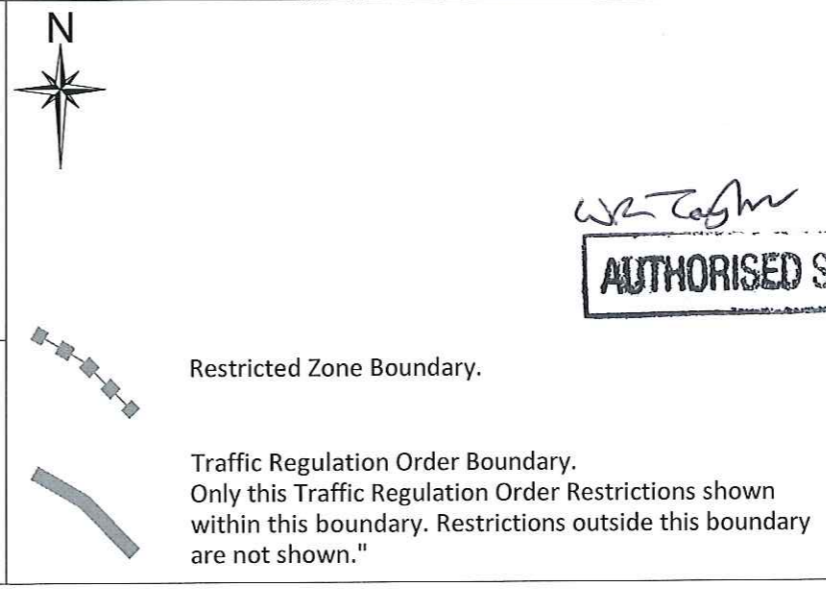 N
AUTHORISED S
Restricted Zone Boundary.
Traffic Regulation Order Boundary.
Only this Traffic Regulation Order Restrictions shown
within this boundary. Restrictions outside this boundary
are not shown."